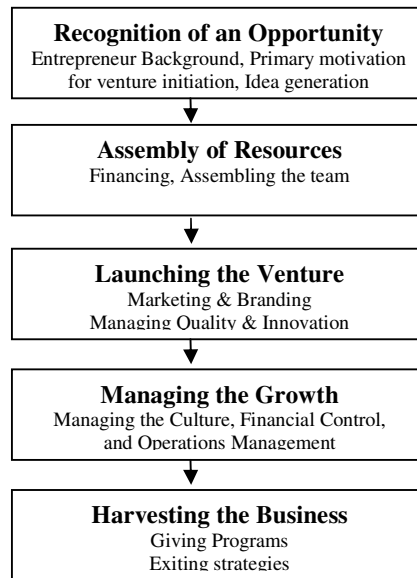 Recognition of an Opportunity
Entrepreneur Background, Primary motivation
for venture initiation, Idea generation
Assembly of Resources
Financing, Assembling the team
Launching the Venture
Marketing & Branding
Managing Quality & Innovation
Managing the Growth
Managing the Culture, Financial Control,
and Operations Management
Harvesting the Business
Giving Programs
Exiting strategies